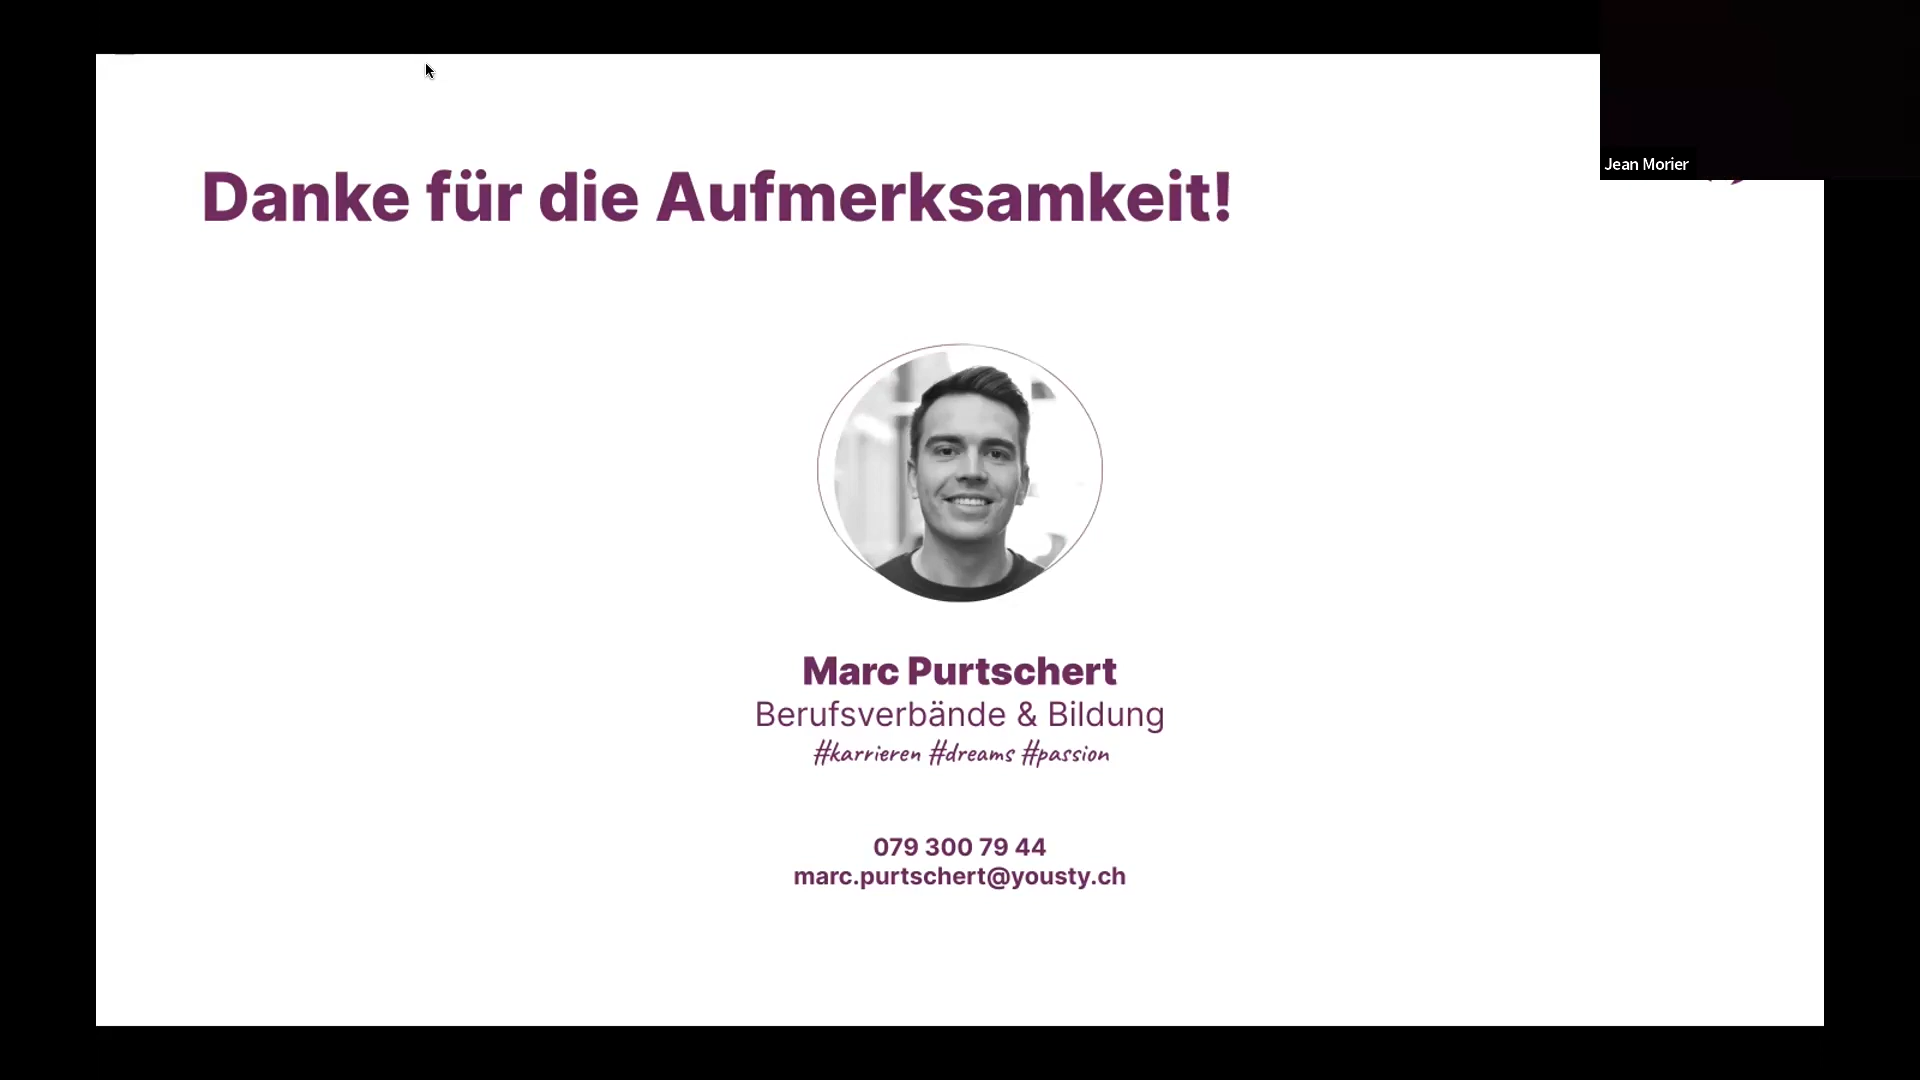 Jean Morier
Danke für die Aufmerksamkeit!
Marc Purtschert
Berufsverbände & Bildung
#karrieren #dreams #passion
079 300 79 44
marc.purtschert@yousty.ch